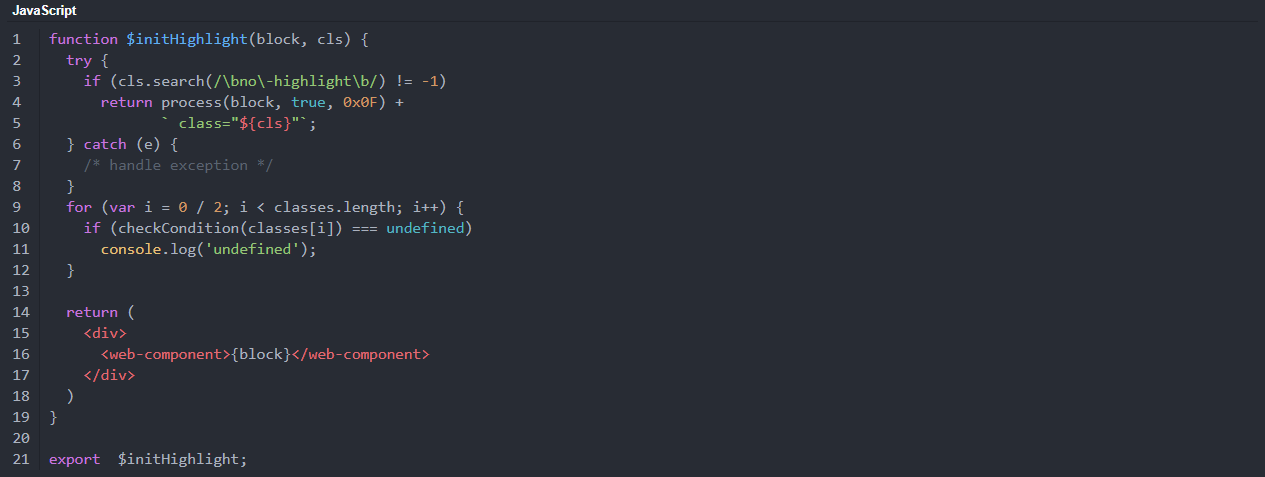 JavaScript
1 function $initHighlight(block, cls) {
2   try {
3     if (cls.search(/\bno\-highlight\b/) != -1)
4       return process(block, true, 0x0F) +
5              ` class="${cls}"`;
6   } catch (e) {
7     /* handle exception */
8   }
9   for (var i = 0 / 2; i < classes.length; i++) {
10     if (checkCondition(classes[i]) === undefined)
11       console.log('undefined');
12   }
13
14   return (
15     <div>
16       <web-component>{block}</web-component>
17     </div>
18   )
19 }
20
21 export  $initHighlight;